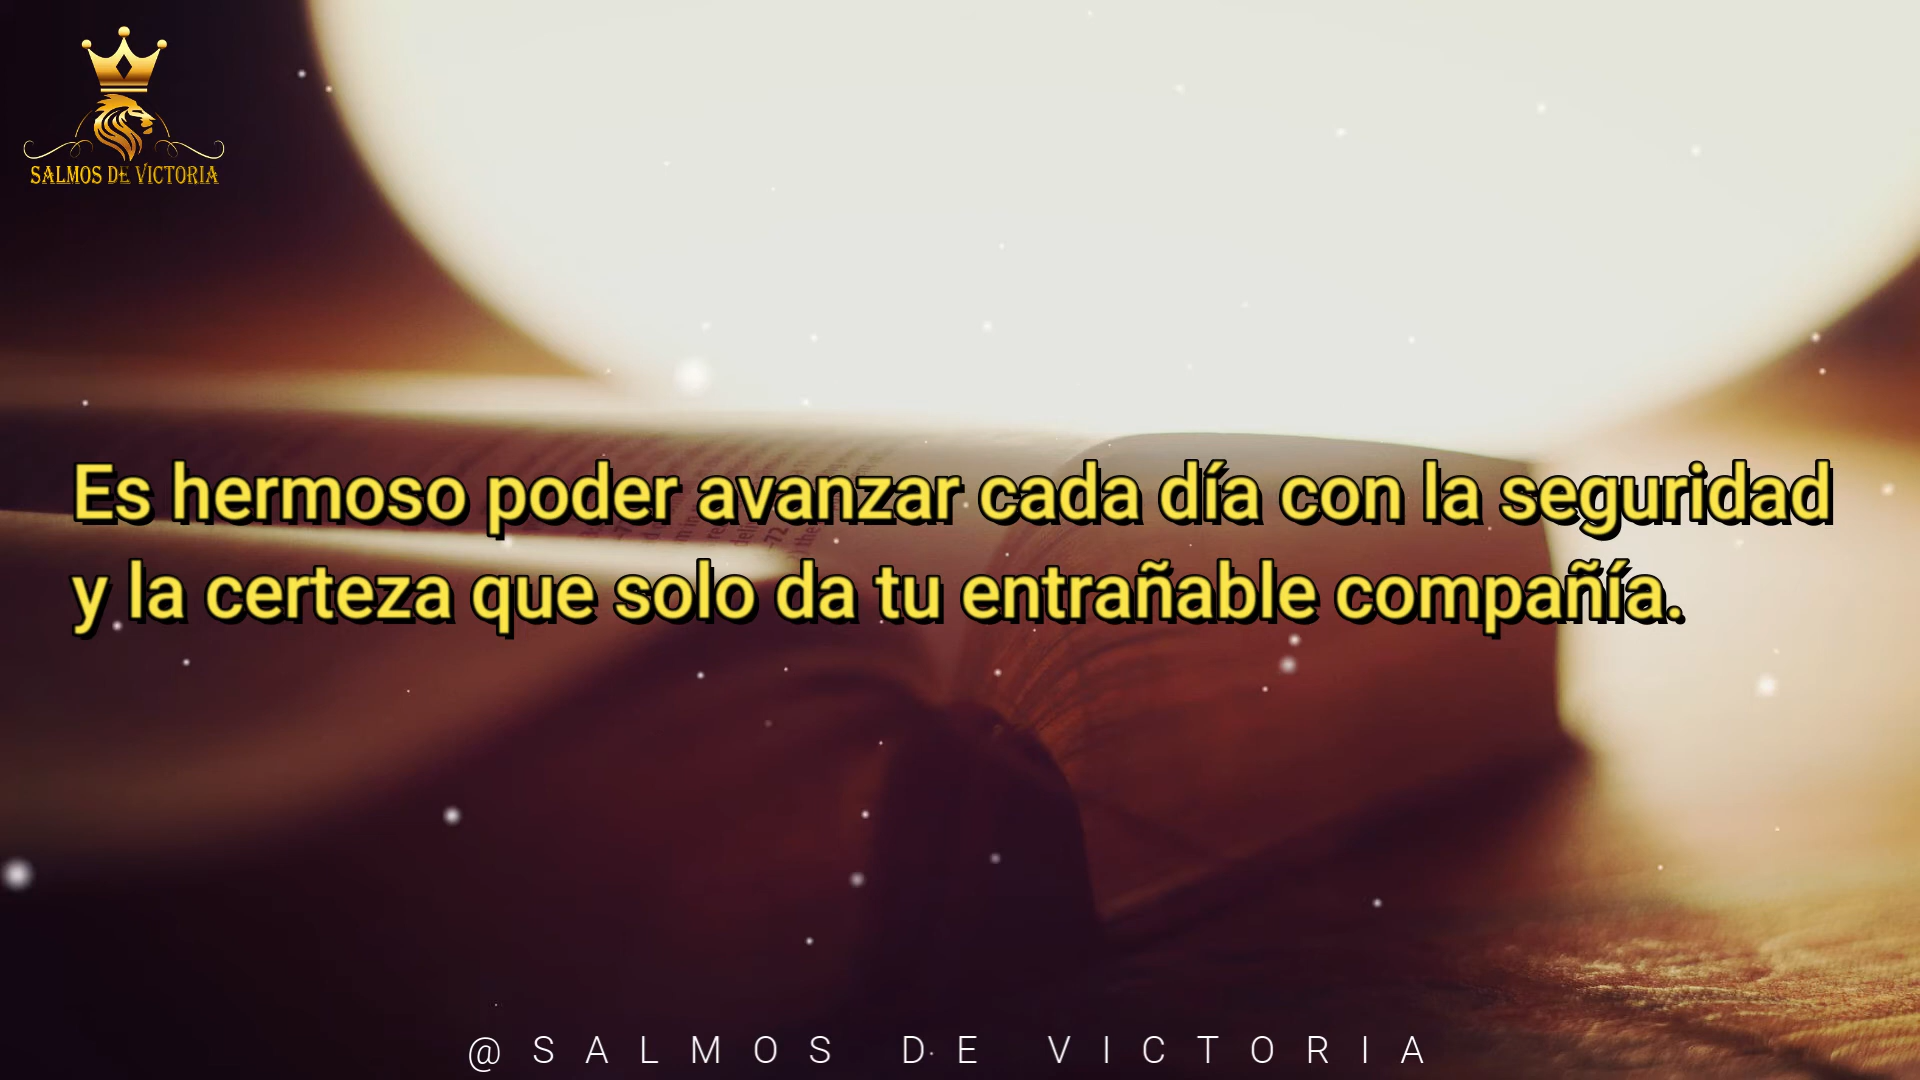 SALMOS DE VICTORIA
Es hermoso poder avanzar cada día con la seguridad
y la certeza que solo da tu entrañable compañía.
@SALMOS DE VICTORIA